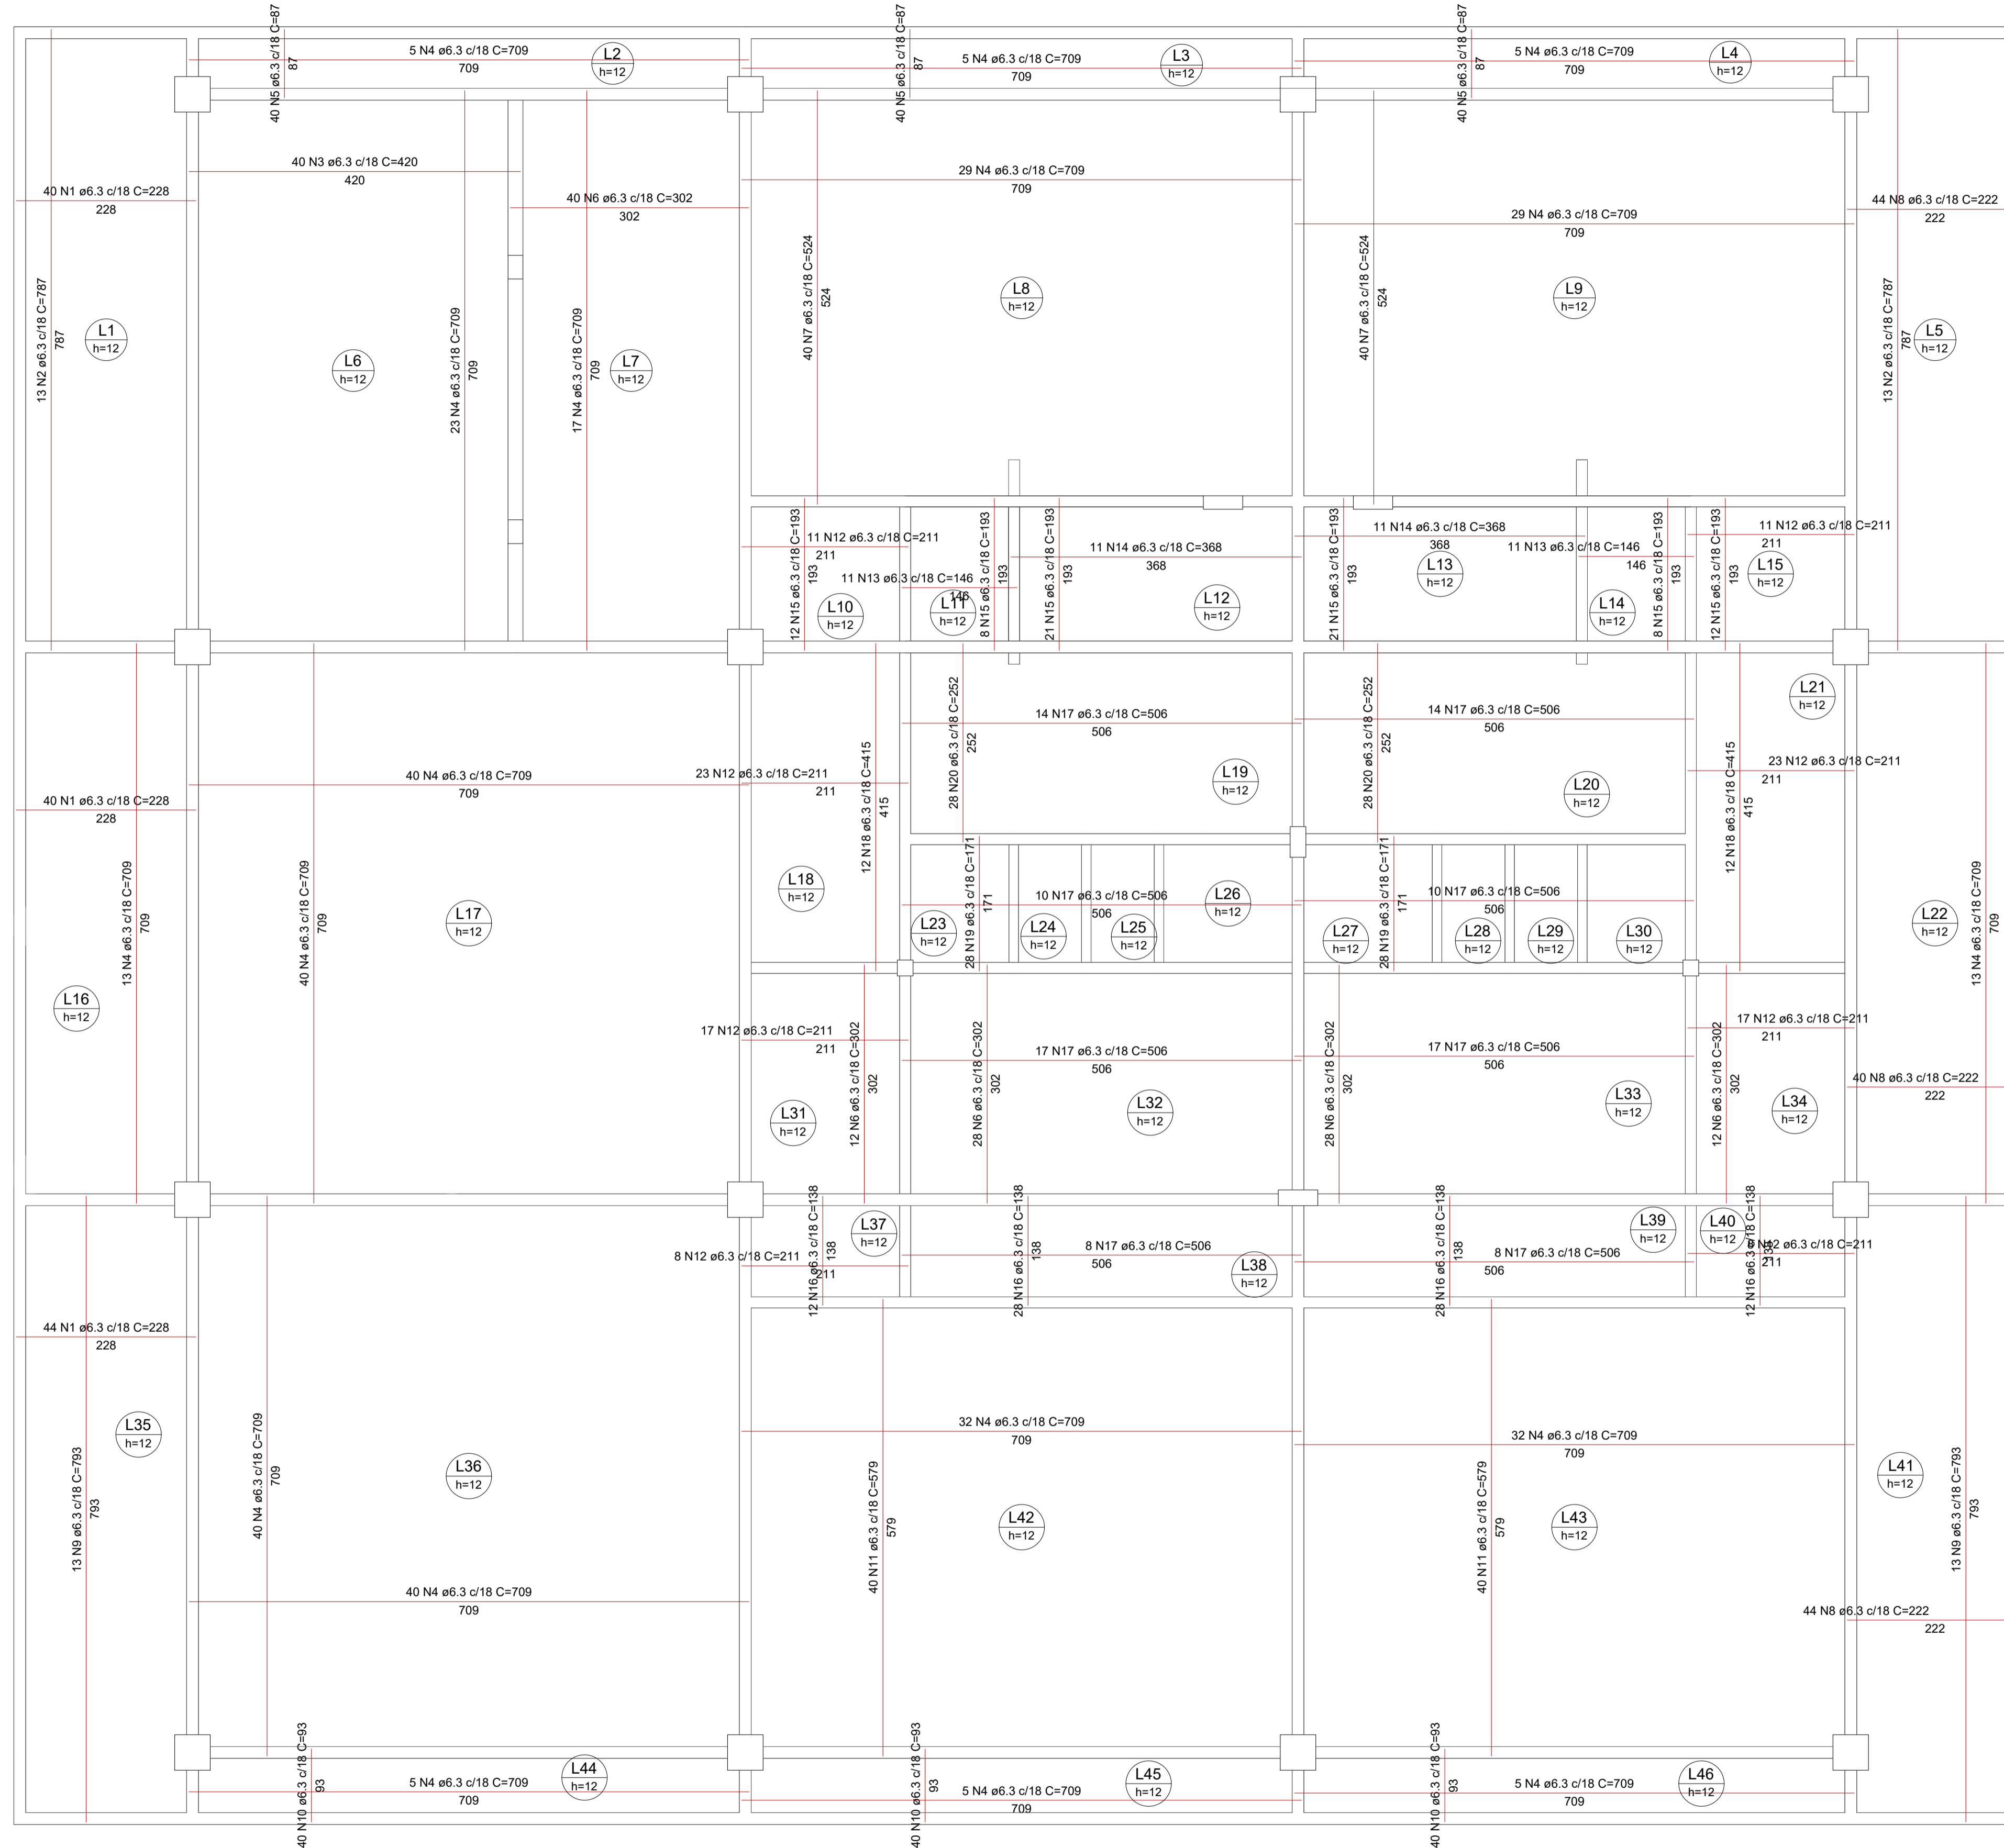 40 N5 ø6.3 c/18 C=87
87
5 N4 ø6.3 c/18 C=709
709
L2
h=12
40 N5 ø6.3 c/18 C=87
87
5 N4 ø6.3 c/18 C=709
709
L3
h=12
40 N5 ø6.3 c/18 C=87
87
5 N4 ø6.3 c/18 C=709
709
L4
h=12
40 N1 ø6.3 c/18 C=228
228
13 N2 ø6.3 c/18 C=787
787
L1
h=12
40 N3 ø6.3 c/18 C=420
420
L6
h=12
23 N4 ø6.3 c/18 C=709
709
40 N6 ø6.3 c/18 C=302
302
17 N4 ø6.3 c/18 C=709
709
L7
h=12
29 N4 ø6.3 c/18 C=709
709
40 N7 ø6.3 c/18 C=524
524
L8
h=12
29 N4 ø6.3 c/18 C=709
709
40 N7 ø6.3 c/18 C=524
524
L9
h=12
44 N8 ø6.3 c/18 C=222
222
13 N2 ø6.3 c/18 C=787
787
L5
h=12
12 N15 ø6.3 c/18 C=193
193
11 N12 ø6.3 c/18 C=211
211
L10
h=12
11 N13 ø6.3 c/18 C=146
146
L11
h=12
8 N15 ø6.3 c/18 C=193
193
21 N15 ø6.3 c/18 C=193
193
11 N14 ø6.3 c/18 C=368
368
L12
h=12
21 N15 ø6.3 c/18 C=193
193
11 N14 ø6.3 c/18 C=368
368
L13
h=12
11 N13 ø6.3 c/18 C=146
146
L14
h=12
8 N15 ø6.3 c/18 C=193
193
12 N15 ø6.3 c/18 C=193
193
11 N12 ø6.3 c/18 C=211
211
L15
h=12
40 N1 ø6.3 c/18 C=228
228
13 N4 ø6.3 c/18 C=709
709
L16
h=12
40 N4 ø6.3 c/18 C=709
709
40 N4 ø6.3 c/18 C=709
709
L17
h=12
23 N12 ø6.3 c/18 C=211
211
12 N18 ø6.3 c/18 C=415
415
L18
h=12
28 N20 ø6.3 c/18 C=252
252
14 N17 ø6.3 c/18 C=506
506
L19
h=12
28 N20 ø6.3 c/18 C=252
252
14 N17 ø6.3 c/18 C=506
506
L20
h=12
12 N18 ø6.3 c/18 C=415
415
23 N12 ø6.3 c/18 C=211
211
L21
h=12
L22
h=12
13 N4 ø6.3 c/18 C=709
709
40 N8 ø6.3 c/18 C=222
222
28 N19 ø6.3 c/18 C=171
171
10 N17 ø6.3 c/18 C=506
506
L23
h=12
L24
h=12
L25
h=12
L26
h=12
28 N19 ø6.3 c/18 C=171
171
10 N17 ø6.3 c/18 C=506
506
L27
h=12
L28
h=12
L29
h=12
L30
h=12
17 N12 ø6.3 c/18 C=211
211
12 N6 ø6.3 c/18 C=302
302
L31
h=12
28 N6 ø6.3 c/18 C=302
302
17 N17 ø6.3 c/18 C=506
506
L32
h=12
28 N6 ø6.3 c/18 C=302
302
17 N17 ø6.3 c/18 C=506
506
L33
h=12
12 N6 ø6.3 c/18 C=302
302
17 N12 ø6.3 c/18 C=211
211
L34
h=12
8 N12 ø6.3 c/18 C=211
211
12 N16 ø6.3 c/18 C=138
138
L37
h=12
28 N16 ø6.3 c/18 C=138
138
8 N17 ø6.3 c/18 C=506
506
L38
h=12
28 N16 ø6.3 c/18 C=138
138
8 N17 ø6.3 c/18 C=506
506
L39
h=12
L40
h=12
12 N16 ø6.3 c/18 C=138
138
8 N12 ø6.3 c/18 C=211
211
44 N1 ø6.3 c/18 C=228
228
13 N9 ø6.3 c/18 C=793
793
L35
h=12
40 N4 ø6.3 c/18 C=709
709
L36
h=12
40 N4 ø6.3 c/18 C=709
709
32 N4 ø6.3 c/18 C=709
709
40 N11 ø6.3 c/18 C=579
579
L42
h=12
32 N4 ø6.3 c/18 C=709
709
40 N11 ø6.3 c/18 C=579
579
L43
h=12
L41
h=12
13 N9 ø6.3 c/18 C=793
793
44 N8 ø6.3 c/18 C=222
222
40 N10 ø6.3 c/18 C=93
93
5 N4 ø6.3 c/18 C=709
709
L44
h=12
40 N10 ø6.3 c/18 C=93
93
5 N4 ø6.3 c/18 C=709
709
L45
h=12
40 N10 ø6.3 c/18 C=93
93
5 N4 ø6.3 c/18 C=709
709
L46
h=12